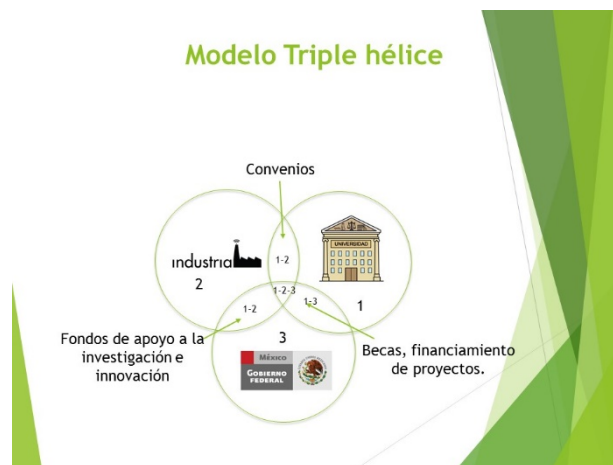 Modelo Triple hélice
Convenios
industria
2
UNIVERSIDAD
1
1-2
1-2-3
1-2
1-3
3
Fondos de apoyo a la
investigación e
innovación
México
GOBIERNO
FEDERAL
Becas, financiamiento
de proyectos.